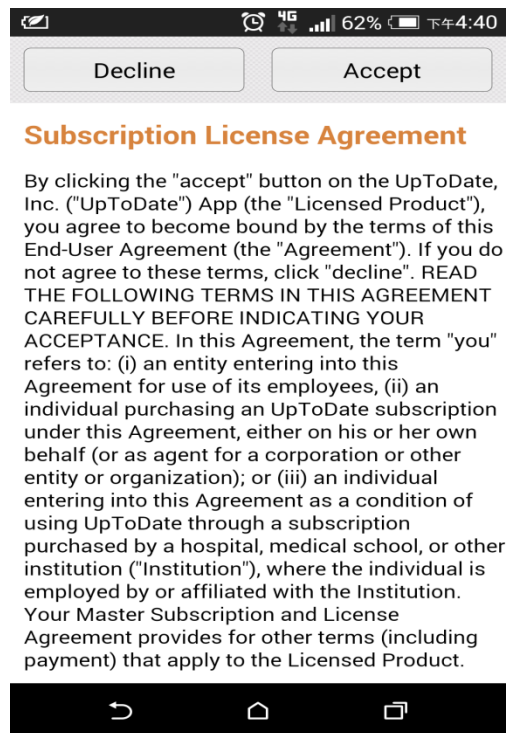 4G 62% 下午4:40
Decline Accept
Subscription License Agreement
By clicking the "accept" button on the UpToDate,
Inc. ("UpToDate") App (the "Licensed Product"),
you agree to become bound by the terms of this
End-User Agreement (the "Agreement"). If you do
not agree to these terms, click "decline". READ
THE FOLLOWING TERMS IN THIS AGREEMENT
CAREFULLY BEFORE INDICATING YOUR
ACCEPTANCE. In this Agreement, the term "you"
refers to: (i) an entity entering into this
Agreement for use of its employees, (ii) an
individual purchasing an UpToDate subscription
under this Agreement, either on his or her own
behalf (or as agent for a corporation or other
entity or organization); or (iii) an individual
entering into this Agreement as a condition of
using UpToDate through a subscription
purchased by a hospital, medical school, or other
institution ("Institution"), where the individual is
employed by or affiliated with the Institution.
Your Master Subscription and License
Agreement provides for other terms (including
payment) that apply to the Licensed Product.